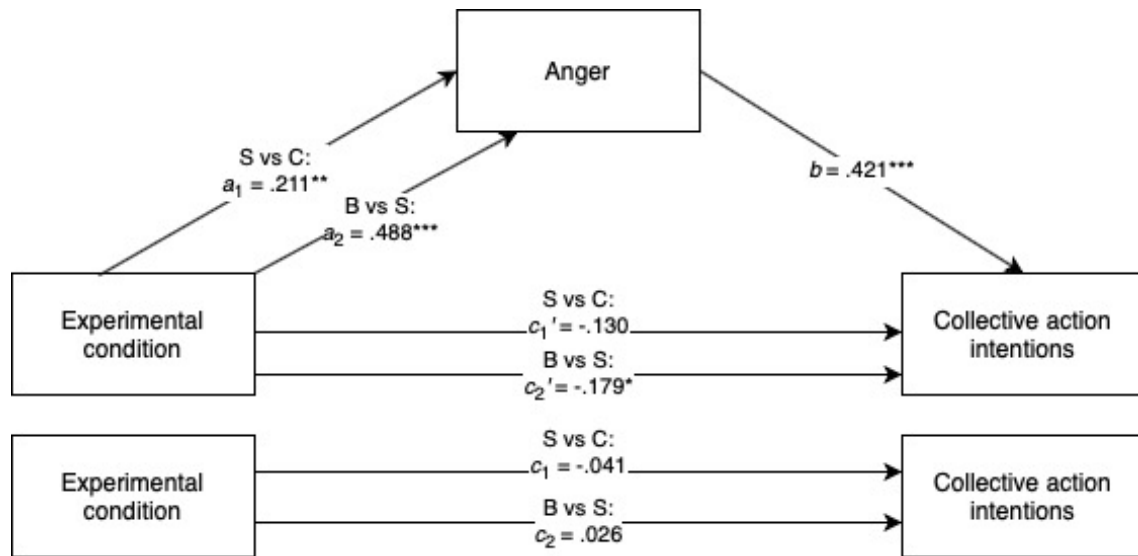 Anger
S vs C:
a₁ = .211**
B vs S:
a₂ = .488***
b = .421***
Experimental
condition
S vs C:
c₁' = -.130
B vs S:
c₂' = -.179*
Collective action
intentions
Experimental
condition
S vs C:
c₁ = -.041
B vs S:
c₂ = .026
Collective action
intentions